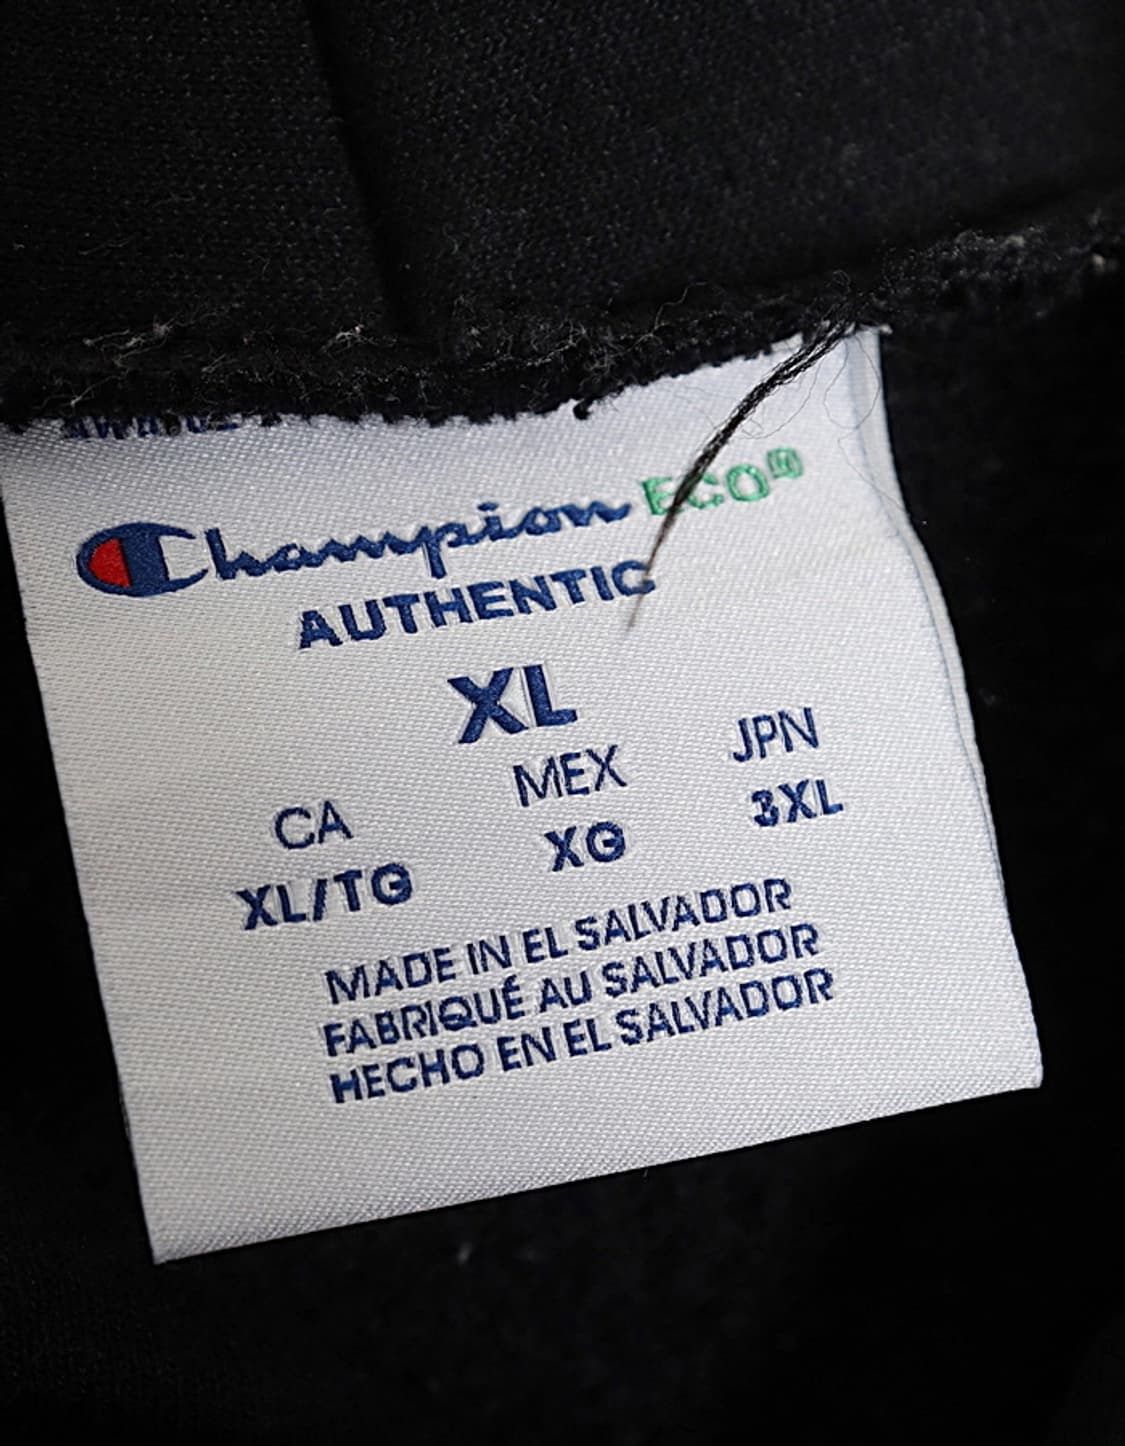 Champion ECO®
AUTHENTIC
XL
CA MEX JPN
XL/TG XG 3XL
MADE IN EL SALVADOR
FABRIQUÉ AU SALVADOR
HECHO EN EL SALVADOR